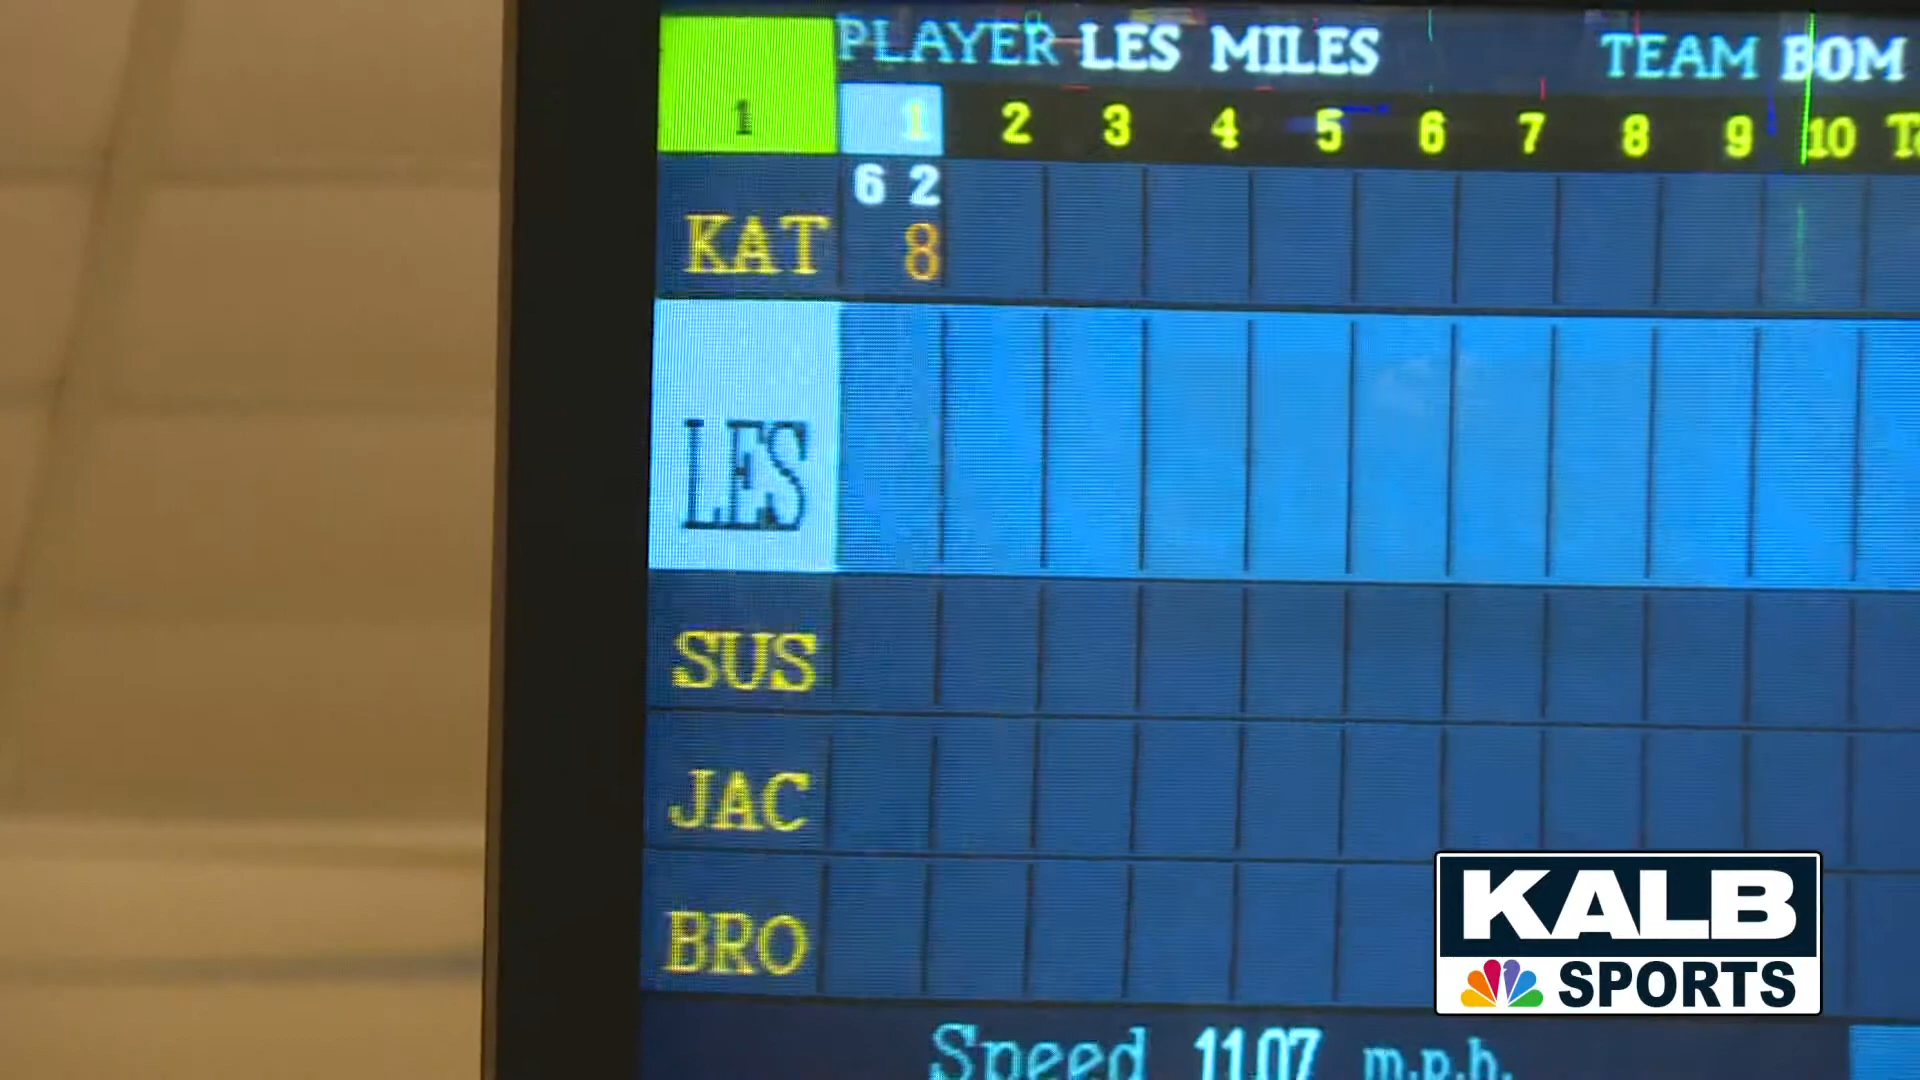 PLAYER LES MILES TEAM BOM
1 1 2 3 4 5 6 7 8 9 10
6 2
KAT 8
LES
SUS
JAC
BRO
Speed 11.07 m.p.h.
KALB
SPORTS